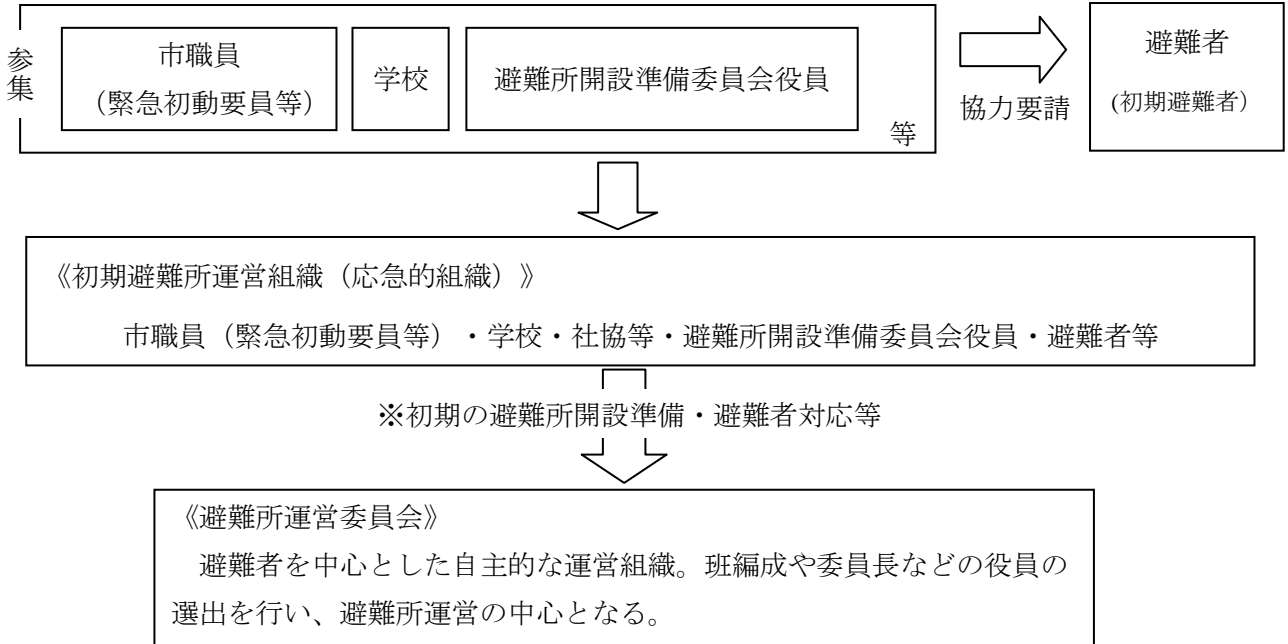 参集
市職員
（緊急初動要員等）
学校
避難所開設準備委員会役員
等
協力要請
避難者
(初期避難者）
《初期避難所運営組織（応急的組織）》
市職員（緊急初動要員等）・学校・社協等・避難所開設準備委員会役員・避難者等
※初期の避難所開設準備・避難者対応等
《避難所運営委員会》
避難者を中心とした自主的な運営組織。班編成や委員長などの役員の
選出を行い、避難所運営の中心となる。